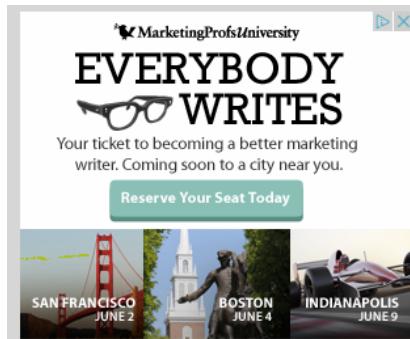 MarketingProfsUniversity
EVERYBODY
WRITES
Your ticket to becoming a better marketing
writer. Coming soon to a city near you.
Reserve Your Seat Today
SAN FRANCISCO
JUNE 2
BOSTON
JUNE 4
INDIANAPOLIS
JUNE 9